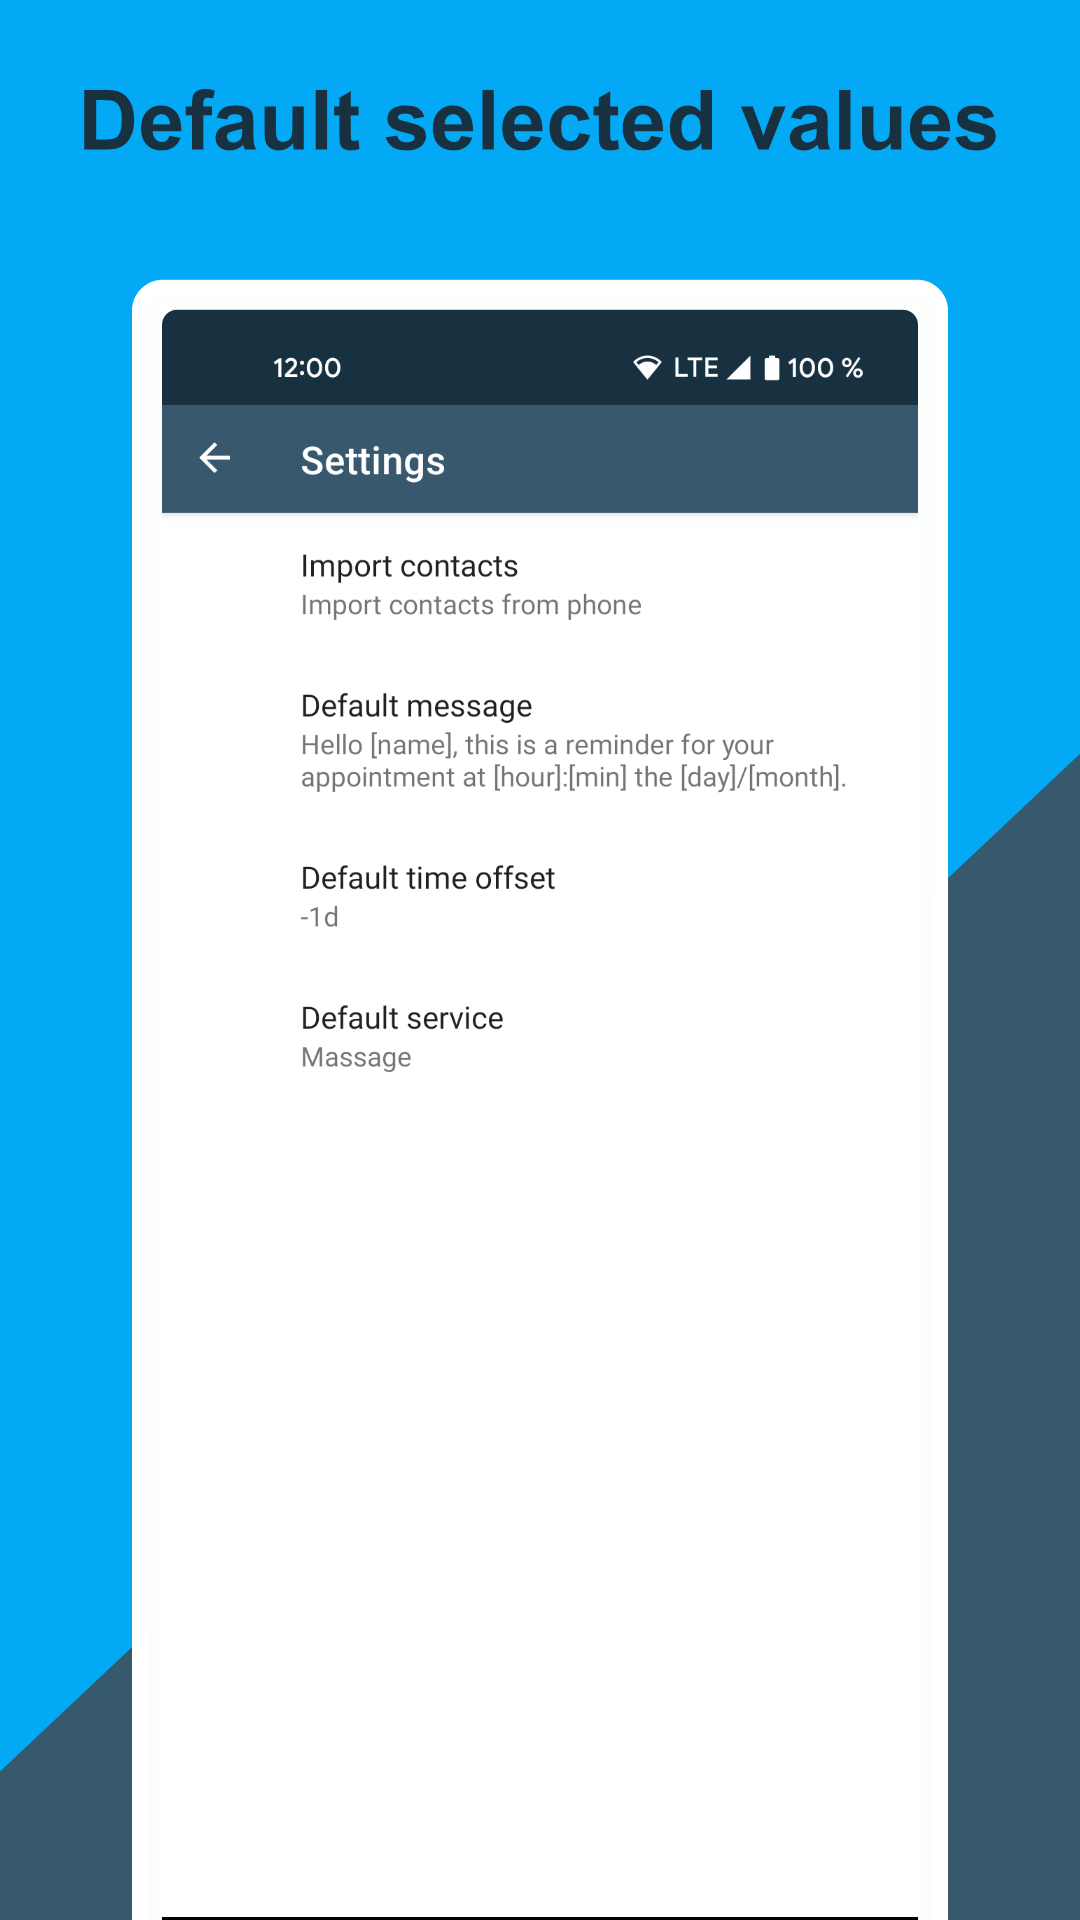 Default selected values
12:00 LTE 100 %
Settings
Import contacts
Import contacts from phone
Default message
Hello [name], this is a reminder for your
appointment at [hour]:[min] the [day]/[month].
Default time offset
-1d
Default service
Massage